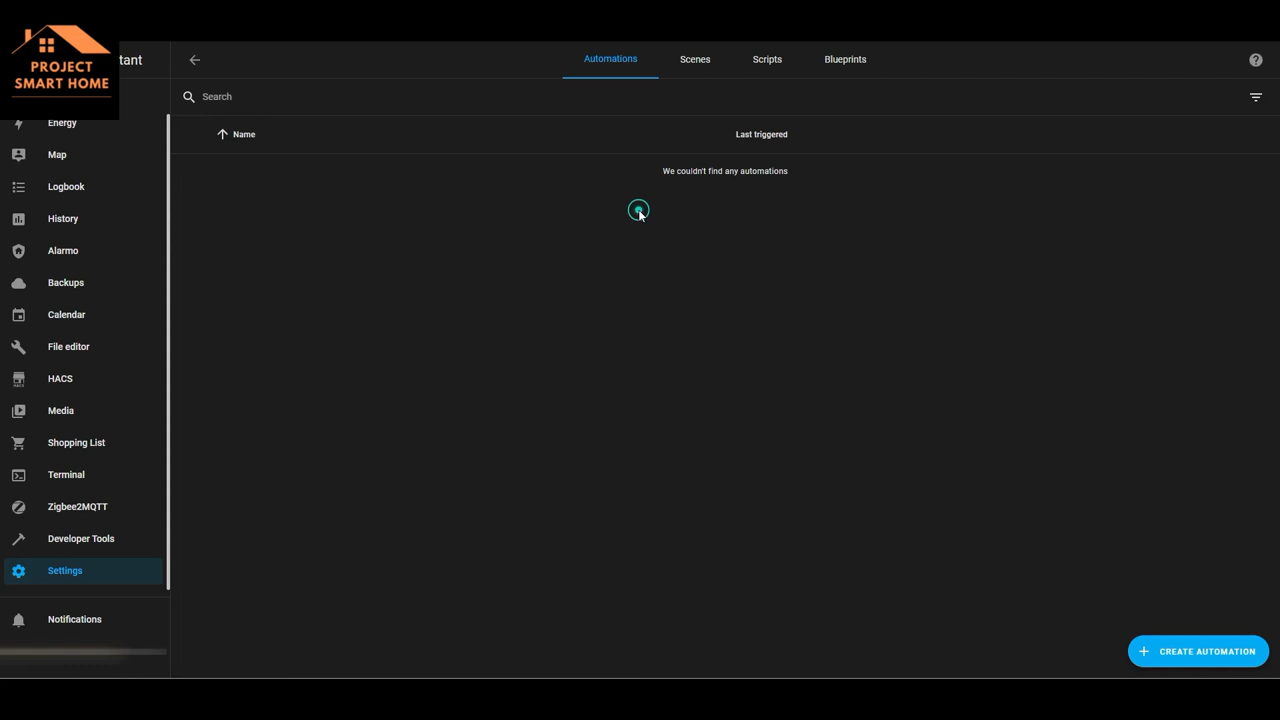 PROJECT
SMART HOME
tant
Automations Scenes Scripts Blueprints
Search
Name Last triggered
We couldn't find any automations
Energy
Map
Logbook
History
Alarmo
Backups
Calendar
File editor
HACS
HACS
Media
Shopping List
Terminal
Zigbee2MQTT
Developer Tools
Settings
Notifications
CREATE AUTOMATION